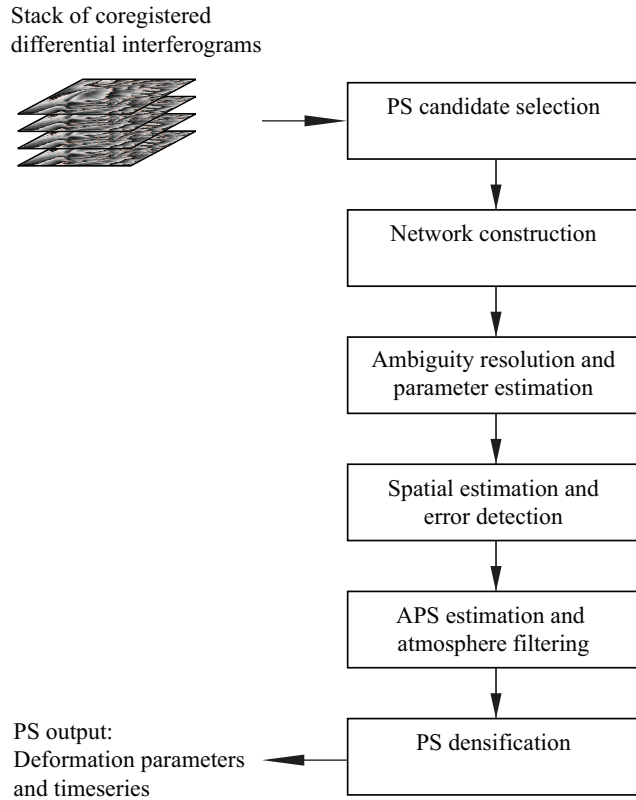 Stack of coregistered
differential interferograms
PS candidate selection
Network construction
Ambiguity resolution and
parameter estimation
Spatial estimation and
error detection
APS estimation and
atmosphere filtering
PS densification
PS output:
Deformation parameters
and timeseries